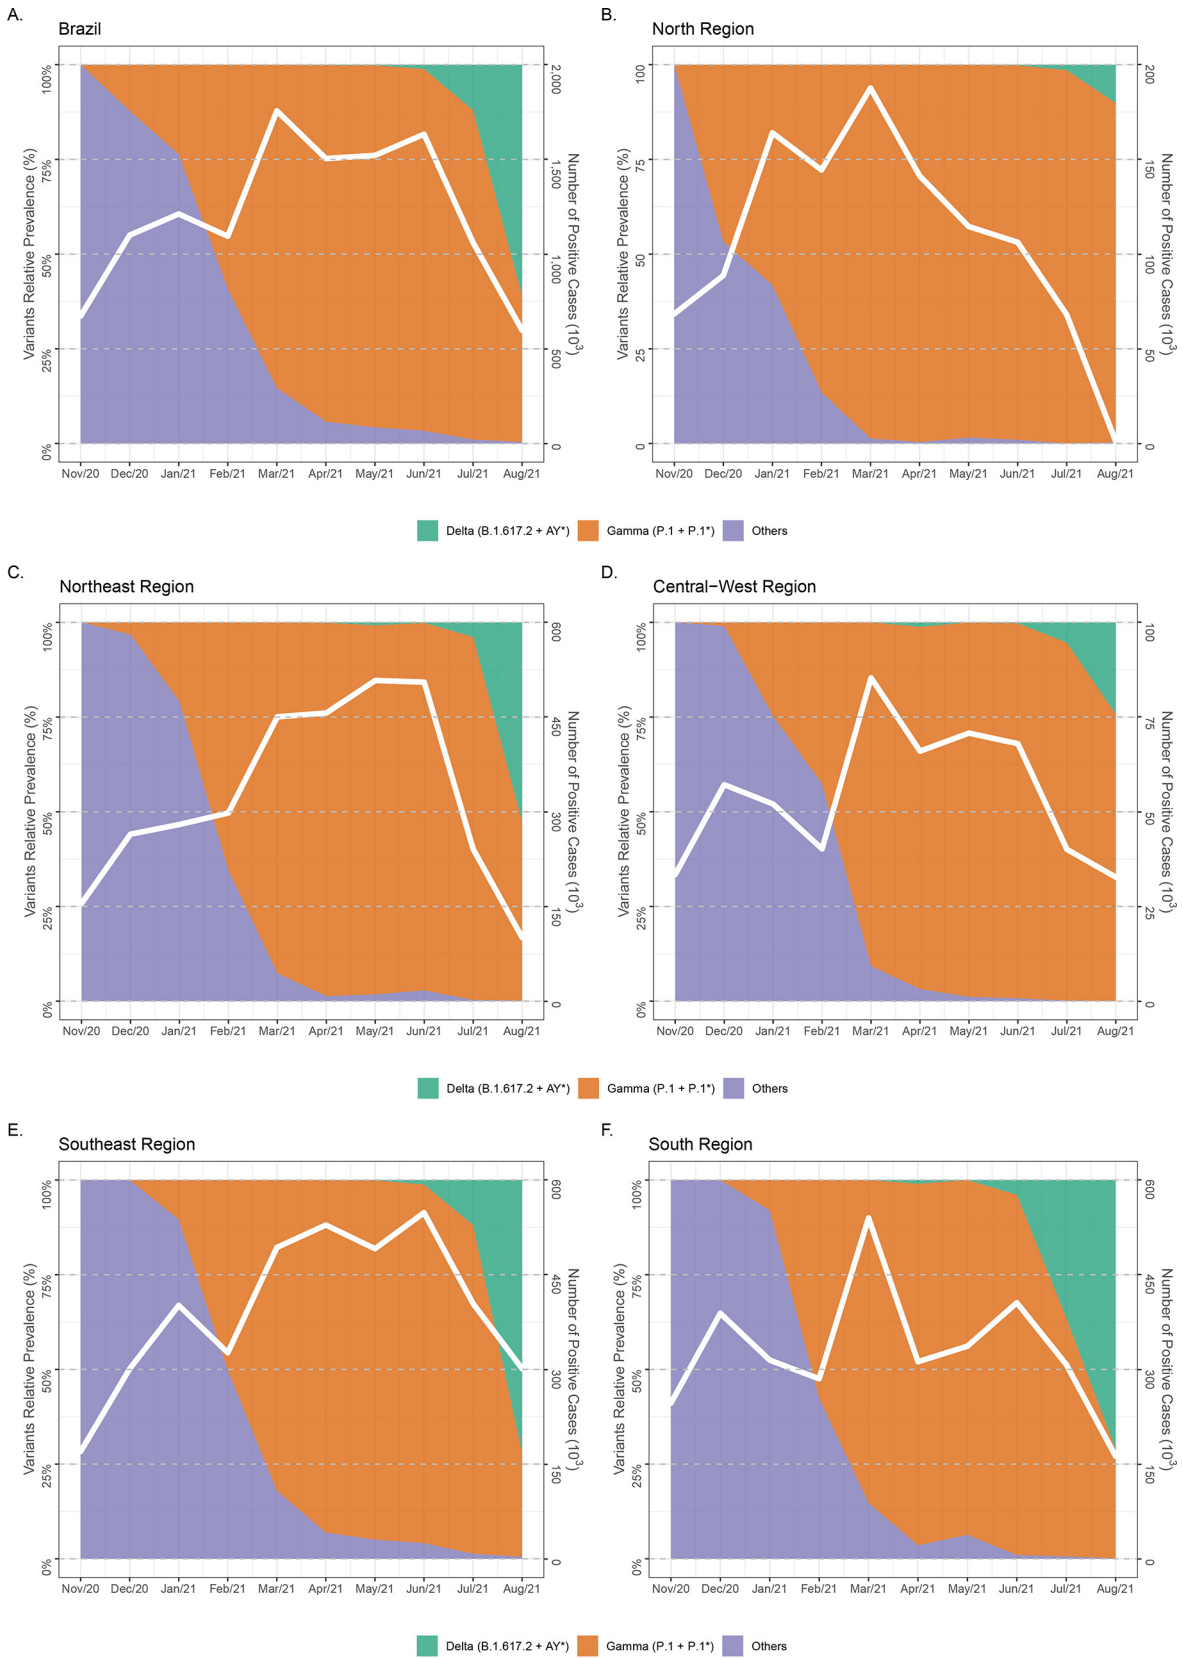 A.
Brazil
Variants Relative Prevalence (%)
100%
75%
50%
25%
0%
2,000
1,500
1,000
500
0
Number of Positive Cases (10³)
Nov/20 Dec/20 Jan/21 Feb/21 Mar/21 Apr/21 May/21 Jun/21 Jul/21 Aug/21
B.
North Region
Variants Relative Prevalence (%)
100
75
50
25
0
200
150
100
50
0
Number of Positive Cases (10³)
Nov/20 Dec/20 Jan/21 Feb/21 Mar/21 Apr/21 May/21 Jun/21 Jul/21 Aug/21
Delta (B.1.617.2 + AY*) Gamma (P.1 + P.1*) Others
C.
Northeast Region
Variants Relative Prevalence (%)
100%
75%
50%
25%
0%
600
450
300
150
0
Number of Positive Cases (10³)
Nov/20 Dec/20 Jan/21 Feb/21 Mar/21 Apr/21 May/21 Jun/21 Jul/21 Aug/21
D.
Central−West Region
Variants Relative Prevalence (%)
100%
75%
50%
25%
0%
100
75
50
25
0
Number of Positive Cases (10³)
Nov/20 Dec/20 Jan/21 Feb/21 Mar/21 Apr/21 May/21 Jun/21 Jul/21 Aug/21
Delta (B.1.617.2 + AY*) Gamma (P.1 + P.1*) Others
E.
Southeast Region
Variants Relative Prevalence (%)
100%
75%
50%
25%
0%
600
450
300
150
0
Number of Positive Cases (10³)
Nov/20 Dec/20 Jan/21 Feb/21 Mar/21 Apr/21 May/21 Jun/21 Jul/21 Aug/21
F.
South Region
Variants Relative Prevalence (%)
100%
75%
50%
25%
0%
600
450
300
150
0
Number of Positive Cases (10³)
Nov/20 Dec/20 Jan/21 Feb/21 Mar/21 Apr/21 May/21 Jun/21 Jul/21 Aug/21
Delta (B.1.617.2 + AY*) Gamma (P.1 + P.1*) Others